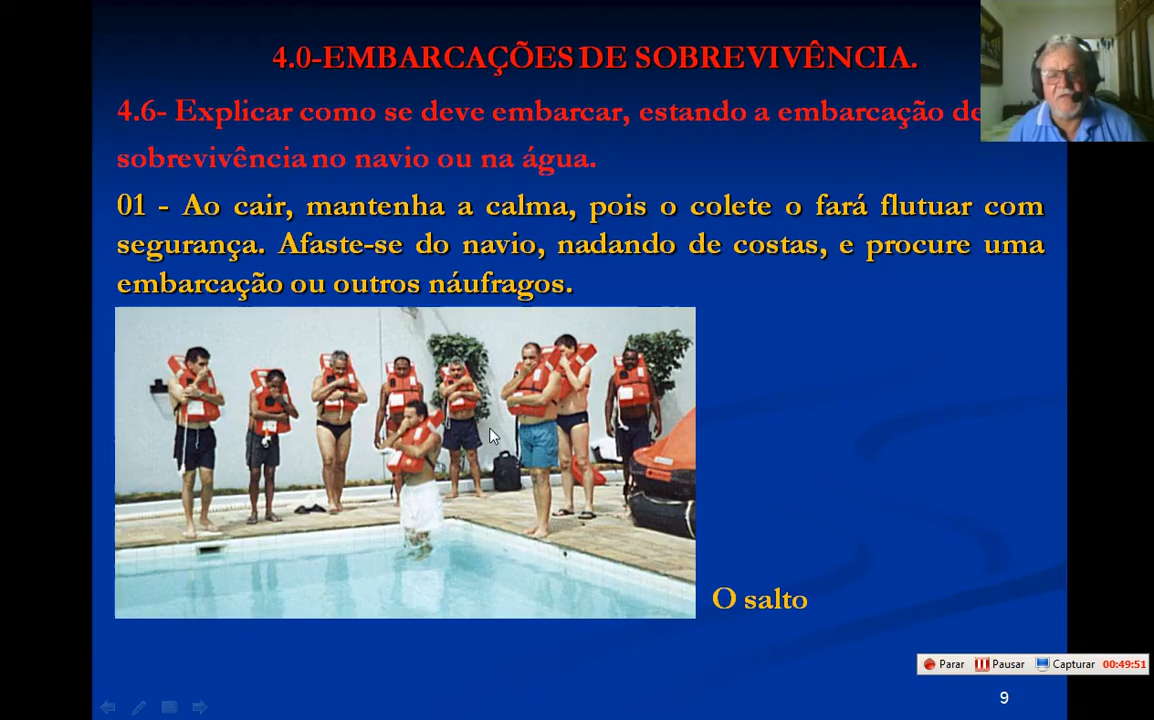 4.0-EMBARCAÇÕES DE SOBREVIVÊNCIA.
4.6- Explicar como se deve embarcar, estando a embarcação de
sobrevivência no navio ou na água.
01 - Ao cair, mantenha a calma, pois o colete o fará flutuar com
segurança. Afaste-se do navio, nadando de costas, e procure uma
embarcação ou outros náufragos.
O salto
Parar Pausar Capturar 00:49:51
9